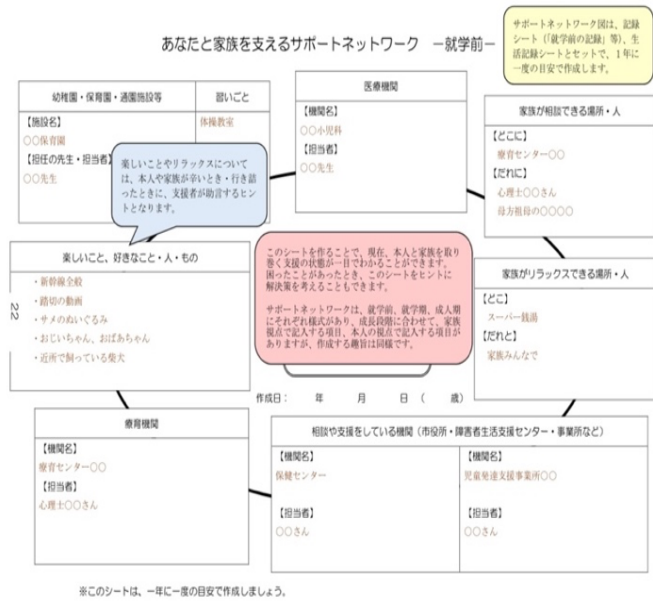 あなたと家族を支えるサポートネットワーク －就学前－
サポートネットワーク図は、記録
シート（「就学前の記録」等）、生
活記録シートとセットで、１年に
一度の目安で作成します。
幼稚園・保育園・通園施設等
習いごと
【施設名】
○○保育園
【担任の先生・担当者】
○○先生
体操教室
医療機関
【機関名】
○○小児科
【担当者】
○○先生
家族が相談できる場所・人
【どこに】
療育センター○○
【だれに】
心理士○○さん
母方祖母の○○○○
楽しいことやリラックスについて
は、本人や家族が辛いとき・行き詰
ったときに、支援者が助言するヒン
トとなります。
楽しいこと、好きなこと・人・もの
・新幹線全般
・踏切の動画
・サメのぬいぐるみ
・おじいちゃん、おばあちゃん
・近所で飼っている柴犬
このシートを作ることで、現在、本人と家族を取り
巻く支援の状態が一目でわかることができます。
困ったことがあったとき、このシートをヒントに
解決策を考えることもできます。
サポートネットワークは、就学前、就学期、成人期
にそれぞれ様式があり、成長段階に合わせて、家族
視点で記入する項目、本人の視点で記入する項目が
ありますが、作成する趣旨は同様です。
家族がリラックスできる場所・人
【どこ】
スーパー銭湯
【だれと】
家族みんなで
22
作成日： 年 月 日（ 歳）
療育機関
【機関名】
療育センター○○
【担当者】
心理士○○さん
相談や支援をしている機関（市役所・障害者生活支援センター・事業所など）
【機関名】
保健センター
【担当者】
○○さん
【機関名】
児童発達支援事業所○○
【担当者】
○○さん
※このシートは、一年に一度の目安で作成しましょう。